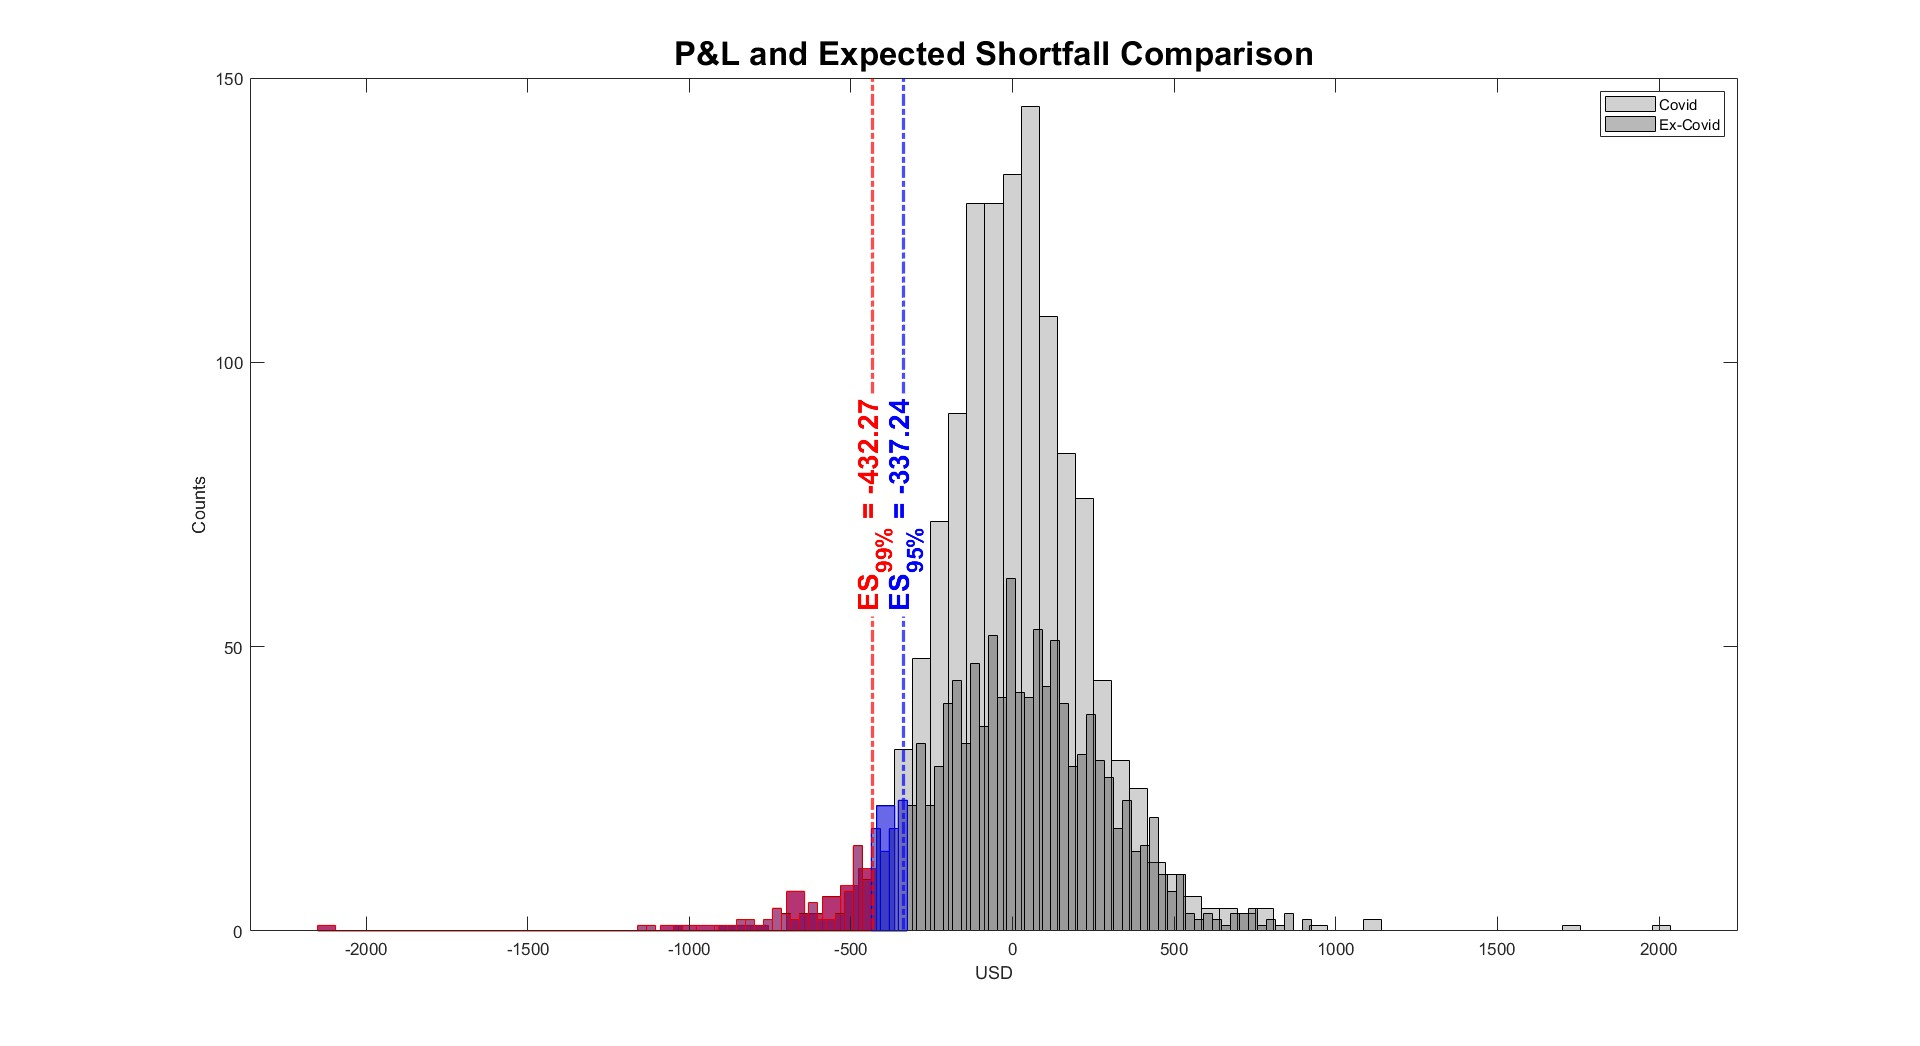 P&L and Expected Shortfall Comparison
150
100
50
0
Counts
ES99% = -432.27
ES95% = -337.24
Covid
Ex-Covid
-2000 -1500 -1000 -500 0 500 1000 1500 2000
USD